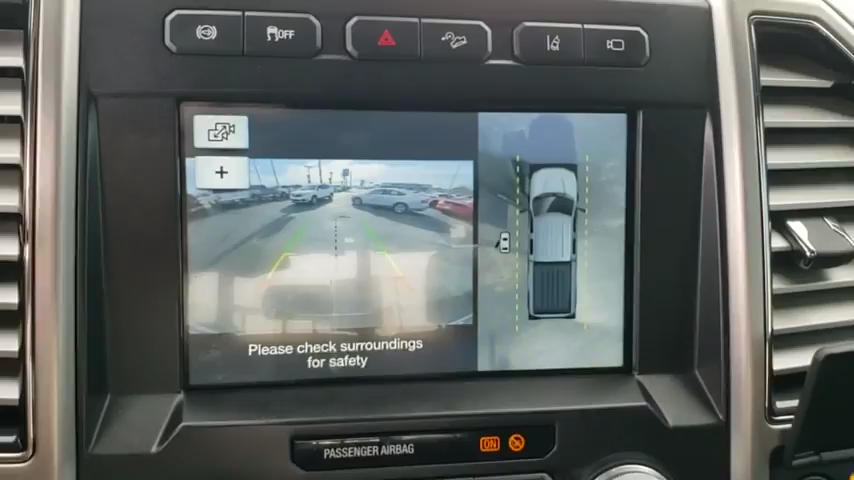 OFF
+
Please check surroundings
for safety
PASSENGER AIRBAG
ON